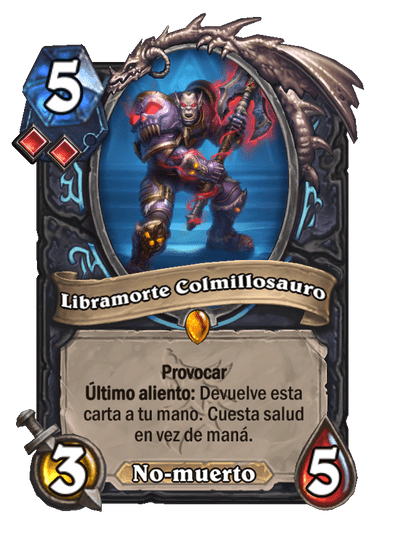 5
Libramorte Colmillosauro
Provocar
Último aliento: Devuelve esta
carta a tu mano. Cuesta salud
en vez de maná.
3
No-muerto
5